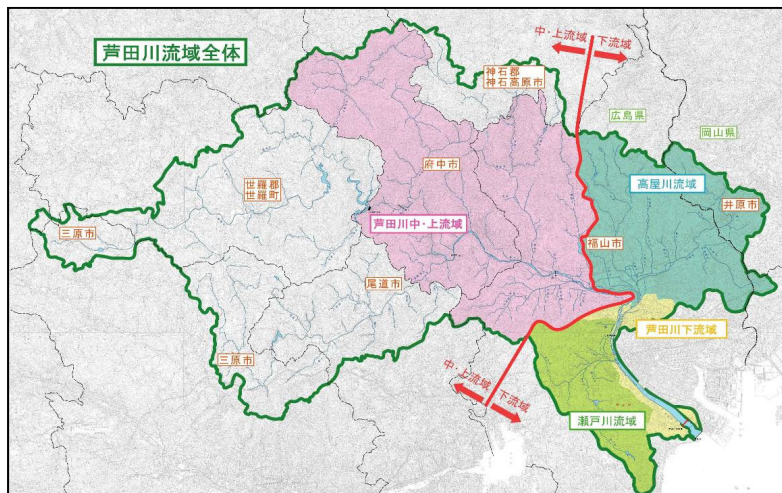 芦田川流域全体
中・上流域
下流域
神石郡
神石高原市
広島県
岡山県
府中市
高屋川流域
世羅郡
世羅町
井原市
芦田川中・上流域
三原市
福山市
尾道市
芦田川下流域
三原市
中・上流域
下流域
瀬戸川流域